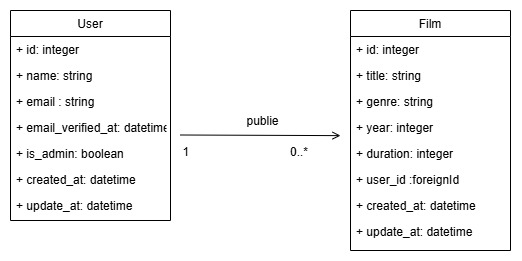 User
+ id: integer
+ name: string
+ email : string
+ email_verified_at: datetime
+ is_admin: boolean
+ created_at: datetime
+ update_at: datetime
publie
1
0..*
Film
+ id: integer
+ title: string
+ genre: string
+ year: integer
+ duration: integer
+ user_id :foreignId
+ created_at: datetime
+ update_at: datetime